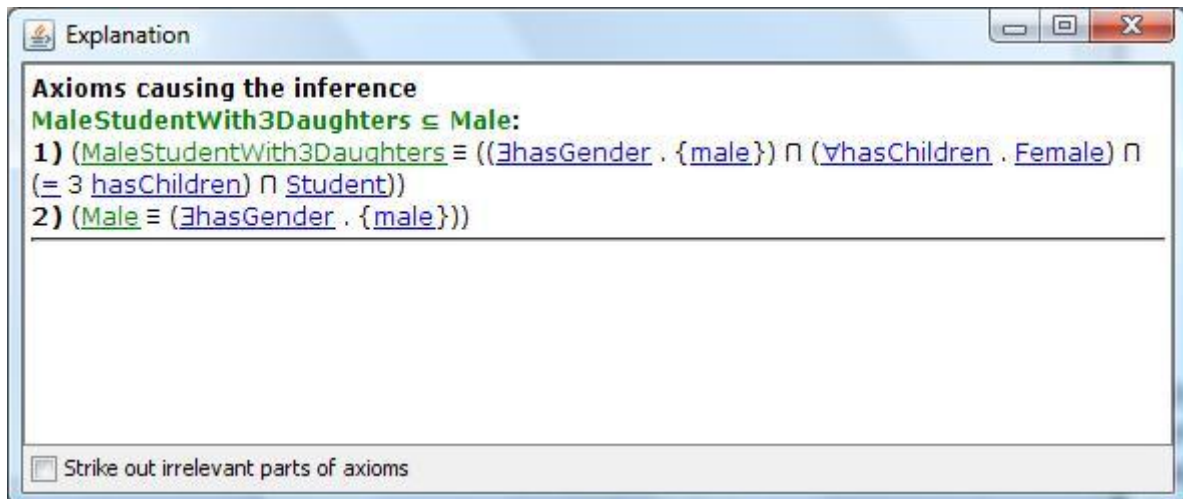 Explanation
Axioms causing the inference
MaleStudentWith3Daughters ⊆ Male:
1) (MaleStudentWith3Daughters ≡ ((∃hasGender . {male}) ∩ (∀hasChildren . Female) ∩
(= 3 hasChildren) ∩ Student))
2) (Male ≡ (∃hasGender . {male}))
Strike out irrelevant parts of axioms